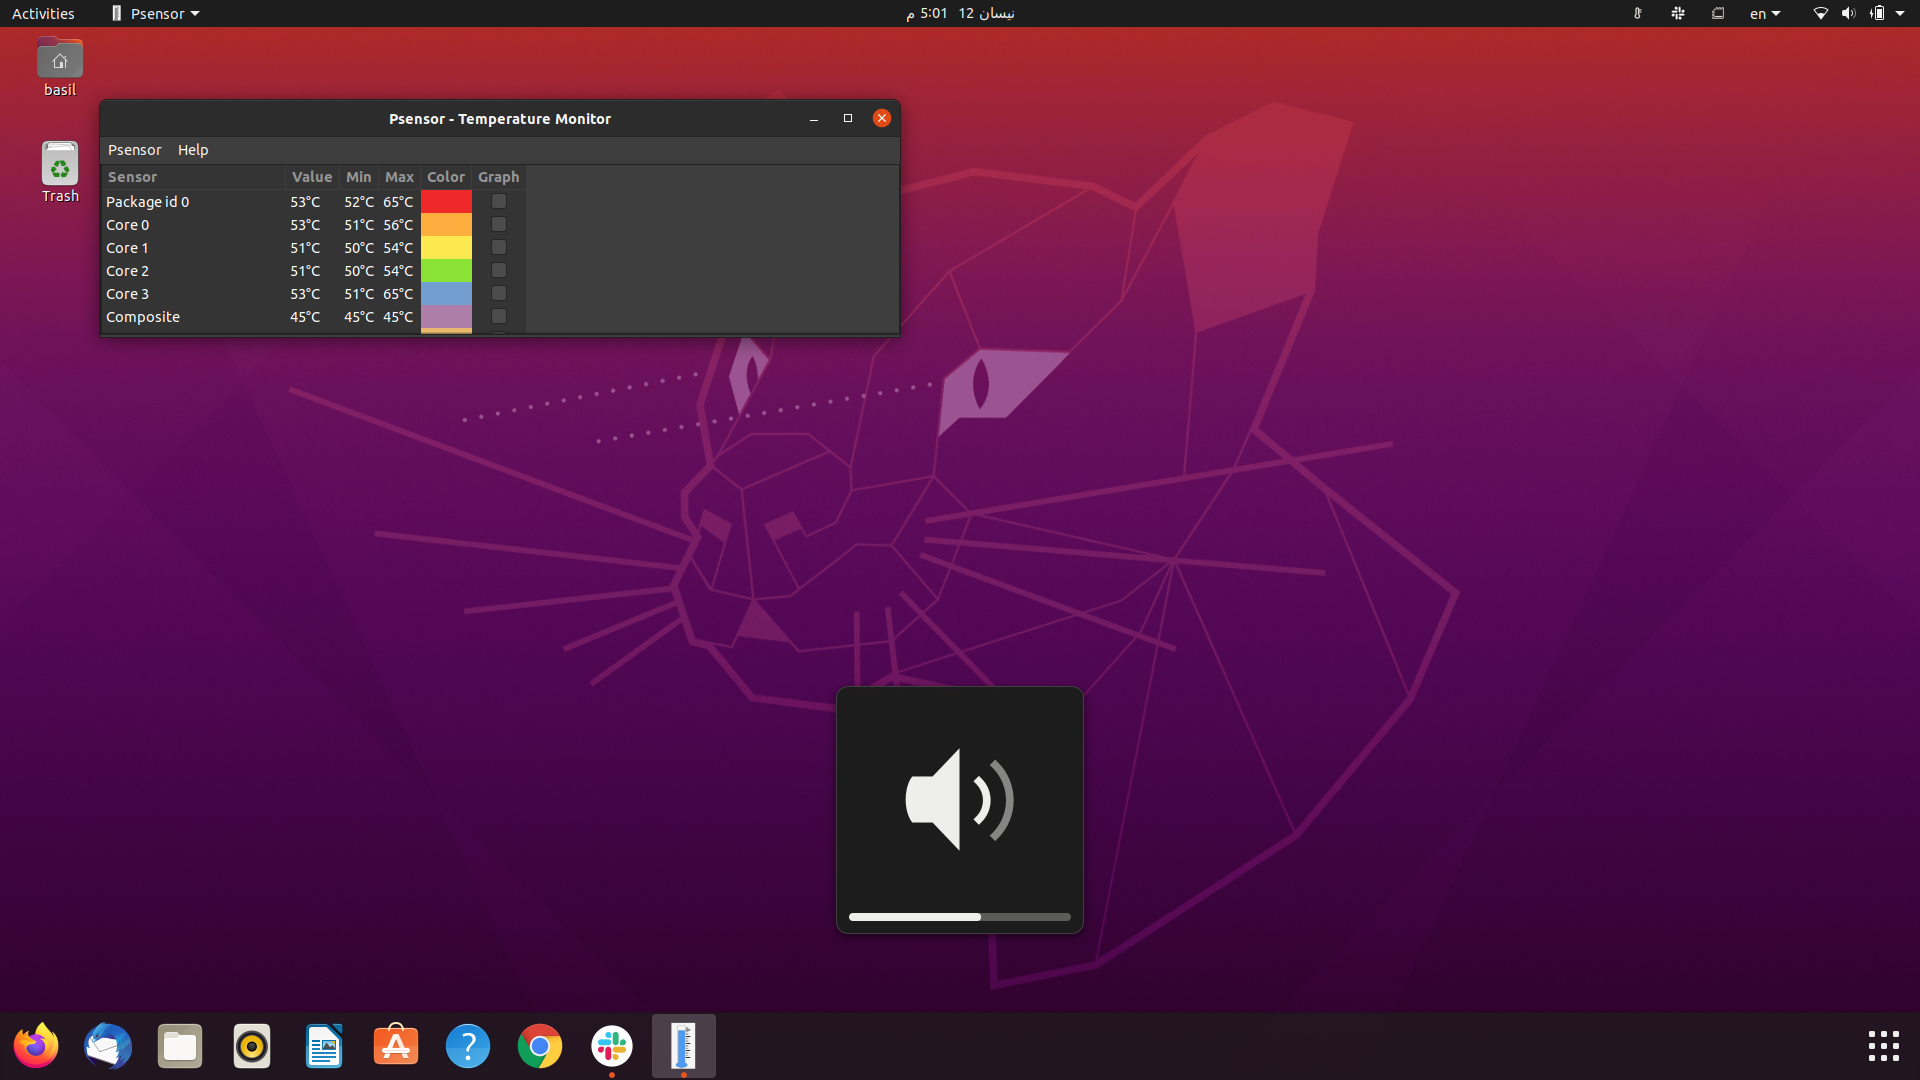 Activities Psensor نيسان 12 5:01 م en
basil
Trash
Psensor - Temperature Monitor
Psensor Help
Sensor Value Min Max Color Graph
Package id 0 53°C 52°C 65°C
Core 0 53°C 51°C 56°C
Core 1 51°C 50°C 54°C
Core 2 51°C 50°C 54°C
Core 3 53°C 51°C 65°C
Composite 45°C 45°C 45°C